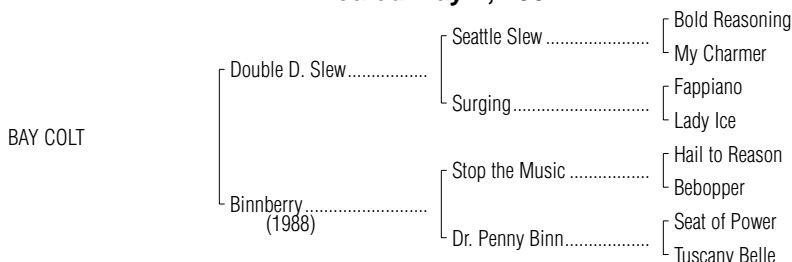 Bold Reasoning
Seattle Slew ......................
My Charmer
Double D. Slew.................
Fappiano
Surging.............................
Lady Ice
BAY COLT
Hail to Reason
Stop the Music .................
Bebopper
Binnberry ..........................
(1988)
Seat of Power
Dr. Penny Binn..................
Tuscany Belle